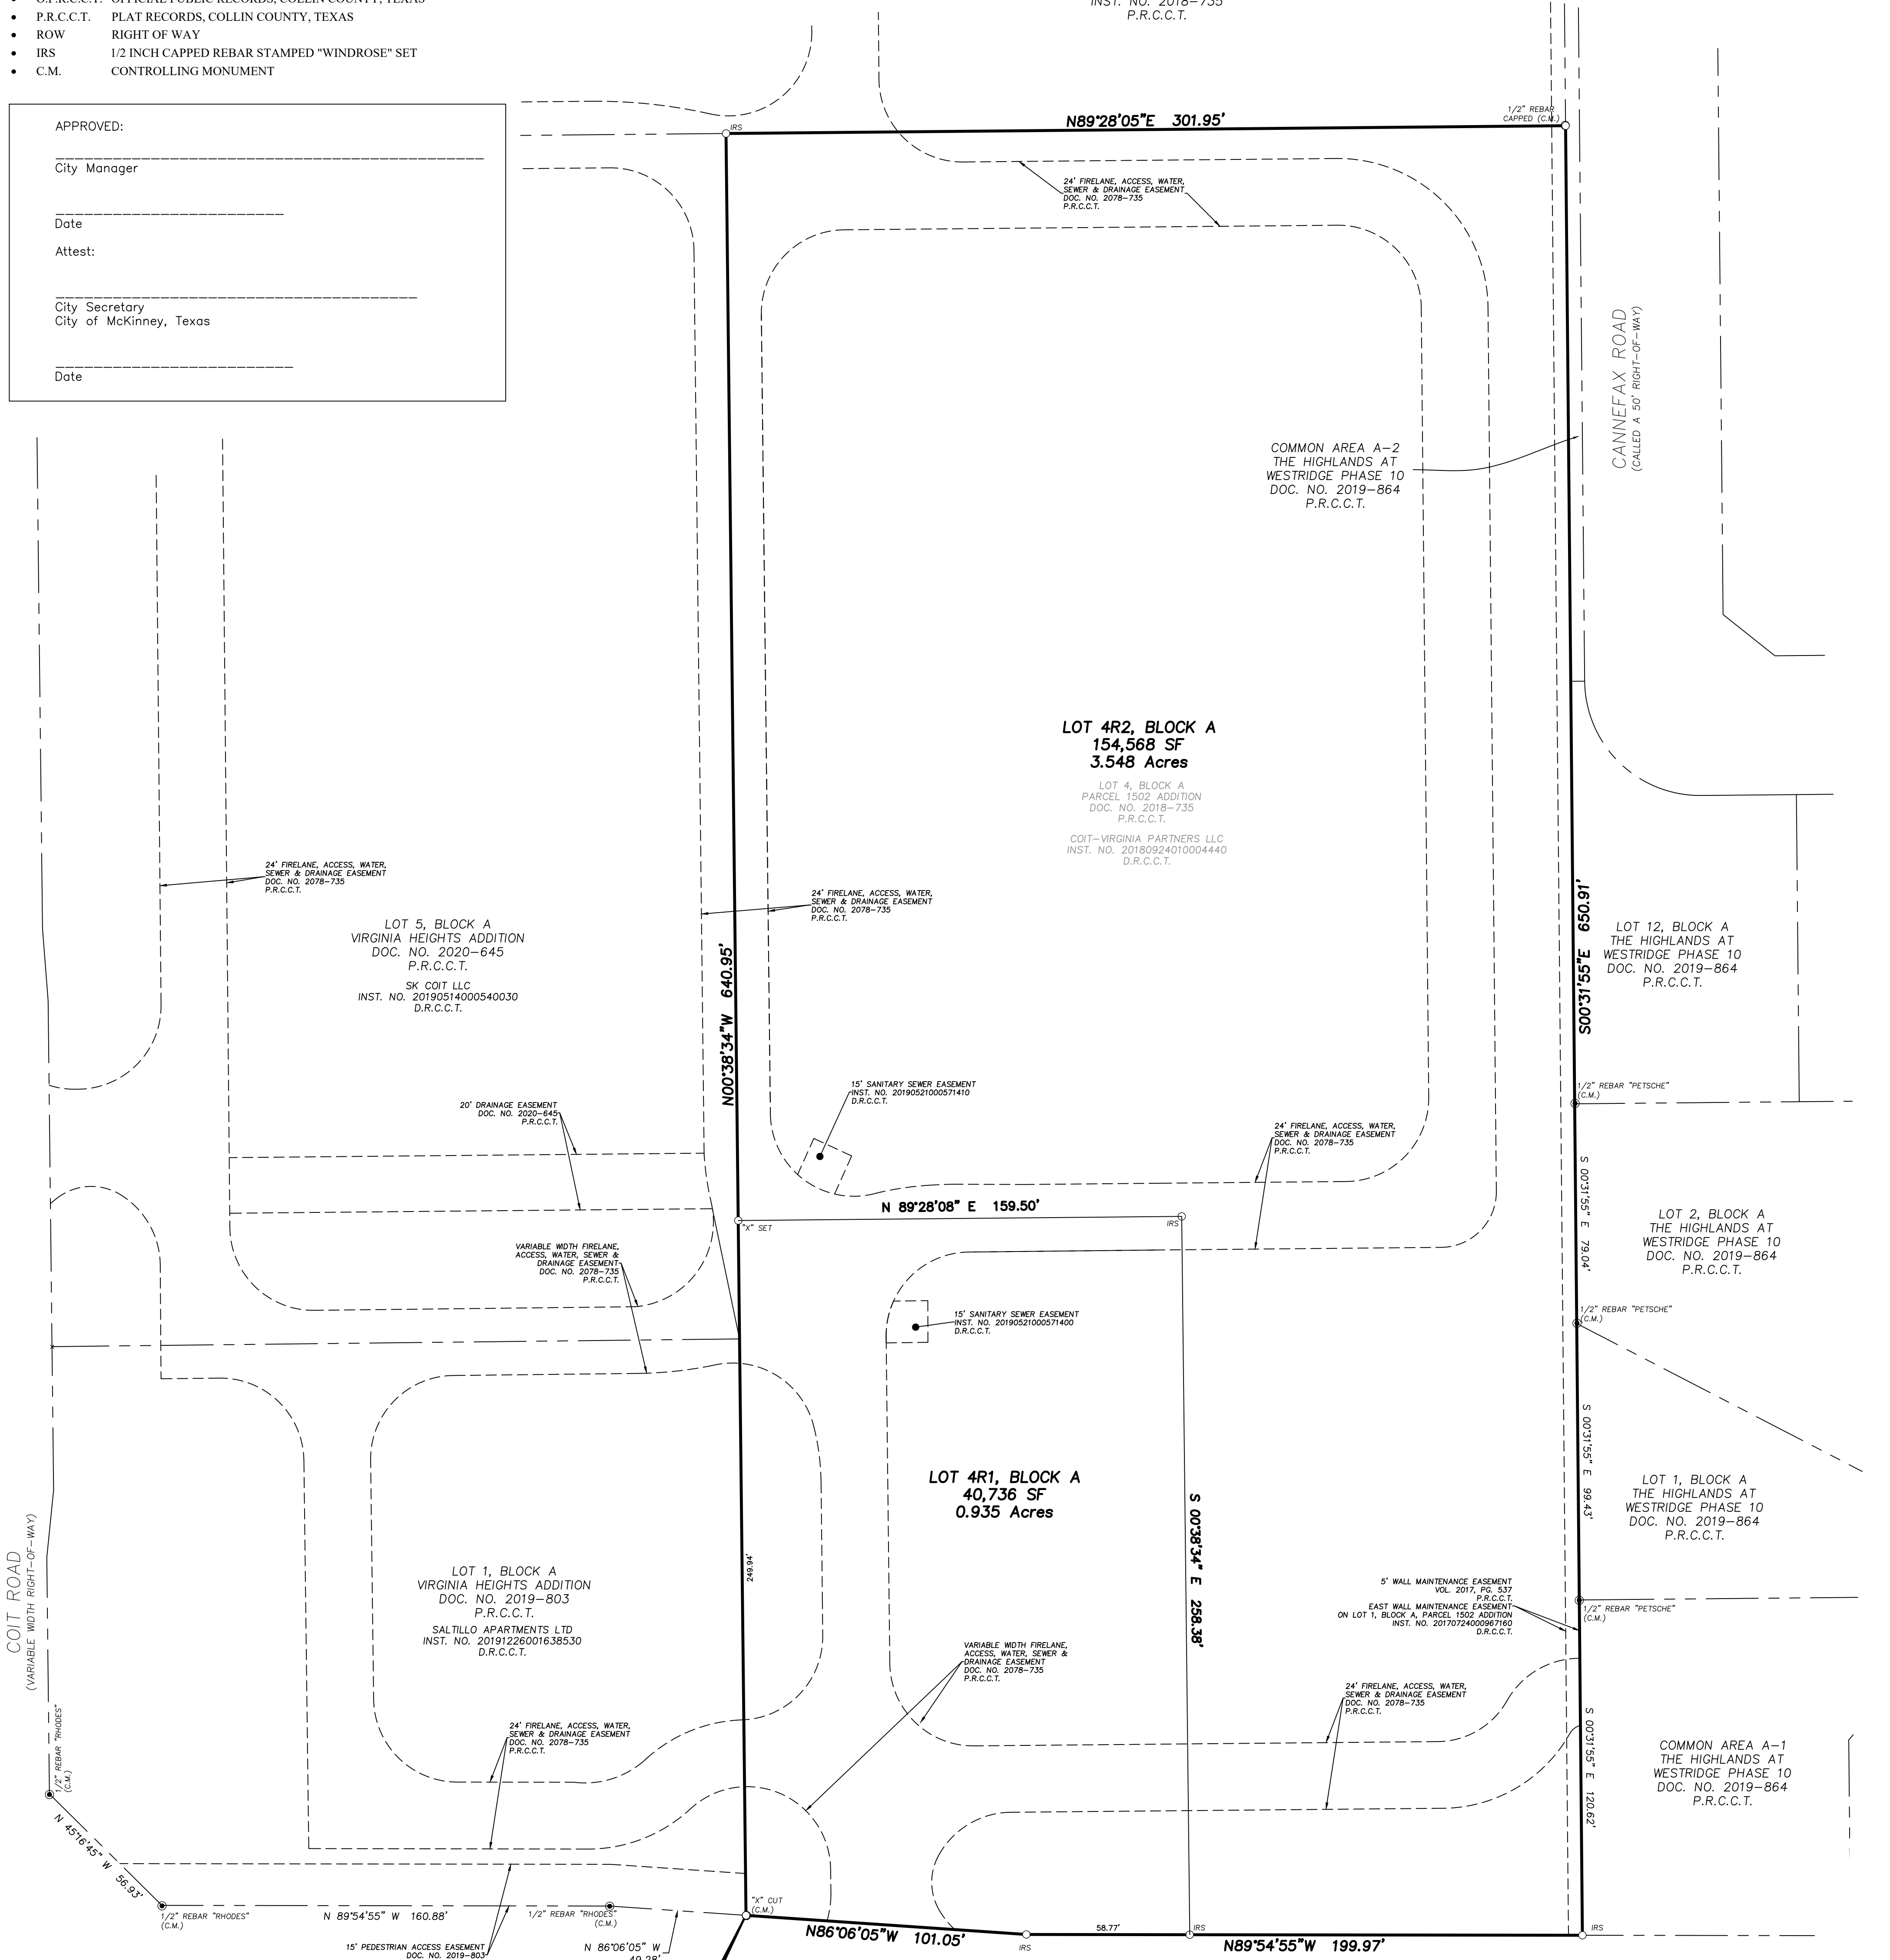 • O.P.R.C.C.T. OFFICIAL PUBLIC RECORDS, COLLIN COUNTY, TEXAS
• P.R.C.C.T. PLAT RECORDS, COLLIN COUNTY, TEXAS
• ROW RIGHT OF WAY
• IRS 1/2 INCH CAPPED REBAR STAMPED "WINDROSE" SET
• C.M. CONTROLLING MONUMENT
INST. NO. 2018-735
P.R.C.C.T.
APPROVED:
City Manager
Date
Attest:
City Secretary
City of McKinney, Texas
Date
IRS
N89°28'05"E 301.95'
1/2" REBAR
CAPPED (C.M.)
24' FIRELANE, ACCESS, WATER,
SEWER & DRAINAGE EASEMENT
DOC. NO. 2078-735
P.R.C.C.T.
CANNEFAX ROAD
(CALLED A 50' RIGHT-OF-WAY)
COMMON AREA A-2
THE HIGHLANDS AT
WESTRIDGE PHASE 10
DOC. NO. 2019-864
P.R.C.C.T.
LOT 4R2, BLOCK A
154,568 SF
3.548 Acres
LOT 4, BLOCK A
PARCEL 1502 ADDITION
DOC. NO. 2018-735
P.R.C.C.T.
COIT-VIRGINIA PARTNERS LLC
INST. NO. 20180924010004440
D.R.C.C.T.
24' FIRELANE, ACCESS, WATER,
SEWER & DRAINAGE EASEMENT
DOC. NO. 2078-735
P.R.C.C.T.
24' FIRELANE, ACCESS, WATER,
SEWER & DRAINAGE EASEMENT
DOC. NO. 2078-735
P.R.C.C.T.
LOT 5, BLOCK A
VIRGINIA HEIGHTS ADDITION
DOC. NO. 2020-645
P.R.C.C.T.
SK COIT LLC
INST. NO. 20190514000540030
D.R.C.C.T.
N00°38'34"W 640.95'
S00°31'55"E 650.91'
LOT 12, BLOCK A
THE HIGHLANDS AT
WESTRIDGE PHASE 10
DOC. NO. 2019-864
P.R.C.C.T.
1/2" REBAR "PETSCHE"
(C.M.)
15' SANITARY SEWER EASEMENT
INST. NO. 20190521000571410
D.R.C.C.T.
20' DRAINAGE EASEMENT
DOC. NO. 2020-645
P.R.C.C.T.
24' FIRELANE, ACCESS, WATER,
SEWER & DRAINAGE EASEMENT
DOC. NO. 2078-735
P.R.C.C.T.
S 00°31'55" E 79.04'
N 89°28'08" E 159.50'
"X" SET
IRS
LOT 2, BLOCK A
THE HIGHLANDS AT
WESTRIDGE PHASE 10
DOC. NO. 2019-864
P.R.C.C.T.
VARIABLE WIDTH FIRELANE,
ACCESS, WATER, SEWER &
DRAINAGE EASEMENT
DOC. NO. 2078-735
P.R.C.C.T.
15' SANITARY SEWER EASEMENT
INST. NO. 20190521000571400
D.R.C.C.T.
1/2" REBAR "PETSCHE"
(C.M.)
S 00°31'55" E 99.43'
LOT 4R1, BLOCK A
40,736 SF
0.935 Acres
S 00°38'34" E 258.38'
LOT 1, BLOCK A
THE HIGHLANDS AT
WESTRIDGE PHASE 10
DOC. NO. 2019-864
P.R.C.C.T.
COIT ROAD
(VARIABLE WIDTH RIGHT-OF-WAY)
LOT 1, BLOCK A
VIRGINIA HEIGHTS ADDITION
DOC. NO. 2019-803
P.R.C.C.T.
SALTILLO APARTMENTS LTD
INST. NO. 20191226001638530
D.R.C.C.T.
249.94'
5' WALL MAINTENANCE EASEMENT
VOL. 2017, PG. 537
P.R.C.C.T.
EAST WALL MAINTENANCE EASEMENT
ON LOT 1, BLOCK A, PARCEL 1502 ADDITION
INST. NO. 20170724000967160
D.R.C.C.T.
1/2" REBAR "PETSCHE"
(C.M.)
VARIABLE WIDTH FIRELANE,
ACCESS, WATER, SEWER &
DRAINAGE EASEMENT
DOC. NO. 2078-735
P.R.C.C.T.
24' FIRELANE, ACCESS, WATER,
SEWER & DRAINAGE EASEMENT
DOC. NO. 2078-735
P.R.C.C.T.
24' FIRELANE, ACCESS, WATER,
SEWER & DRAINAGE EASEMENT
DOC. NO. 2078-735
P.R.C.C.T.
S 00°31'55" E 120.62'
COMMON AREA A-1
THE HIGHLANDS AT
WESTRIDGE PHASE 10
DOC. NO. 2019-864
P.R.C.C.T.
1/2" REBAR "RHODES"
(C.M.)
N 45°16'45" W 56.93'
1/2" REBAR "RHODES"
(C.M.)
N 89°54'55" W 160.88'
1/2" REBAR "RHODES"
(C.M.)
"X" CUT
(C.M.)
N86°06'05"W 101.05'
IRS
58.77'
IRS
N89°54'55"W 199.97'
IRS
15' PEDESTRIAN ACCESS EASEMENT
DOC. NO. 2019-803
N 86°06'05" W
49.28'